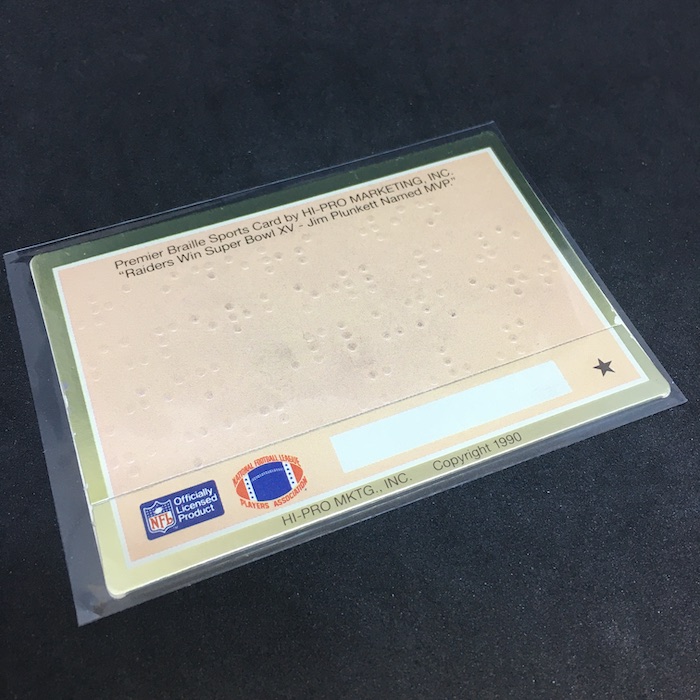 Premier Braille Sports Card by HI-PRO MARKETING, INC.
"Raiders Win Super Bowl XV - Jim Plunkett Named MVP."
NFL
Officially
Licensed
Product
NATIONAL FOOTBALL LEAGUE
PLAYERS ASSOCIATION
HI-PRO MKTG., INC. Copyright 1990